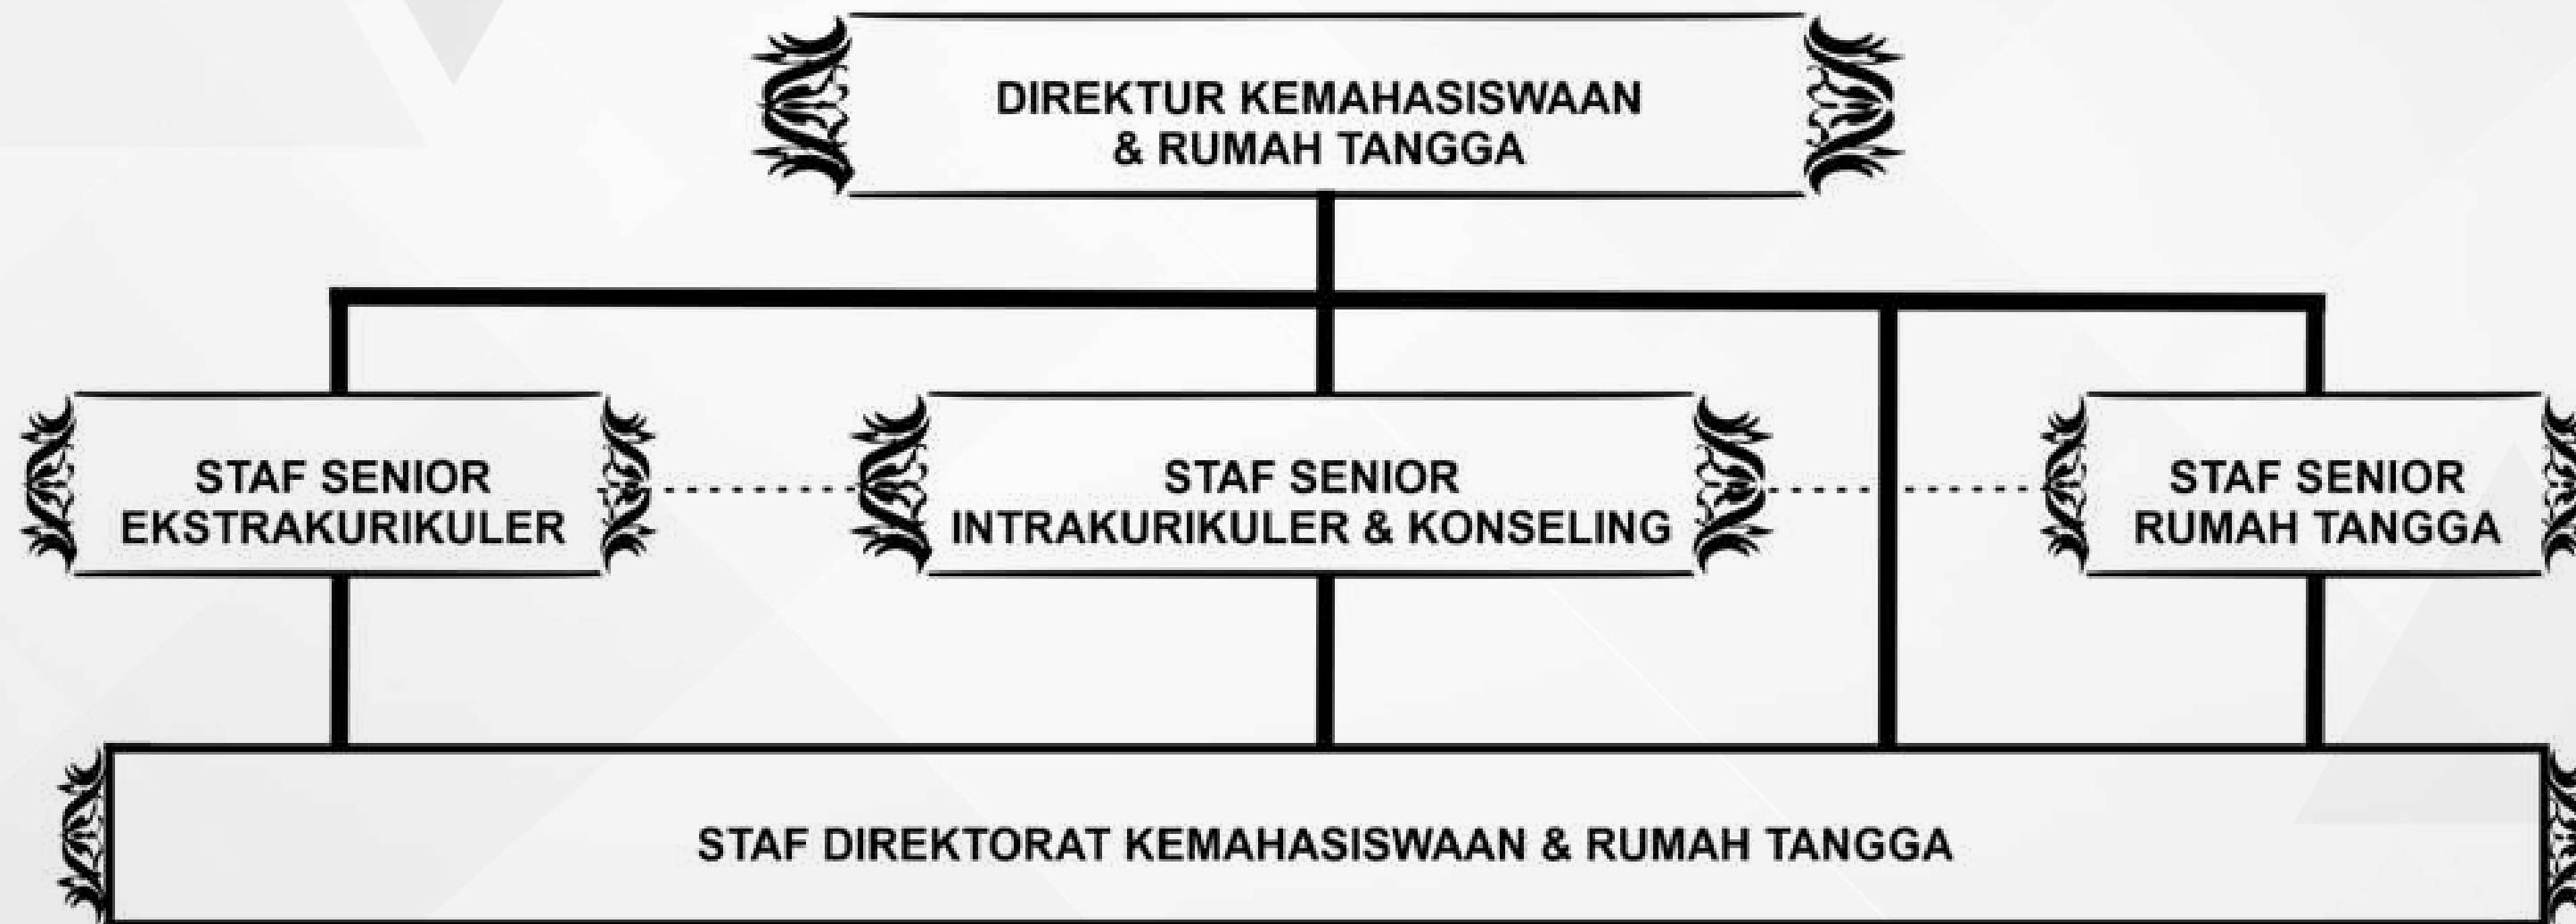 DIREKTUR KEMAHASISWAAN
& RUMAH TANGGA
STAF SENIOR
EKSTRAKURIKULER
STAF SENIOR
INTRAKURIKULER & KONSELING
STAF SENIOR
RUMAH TANGGA
STAF DIREKTORAT KEMAHASISWAAN & RUMAH TANGGA